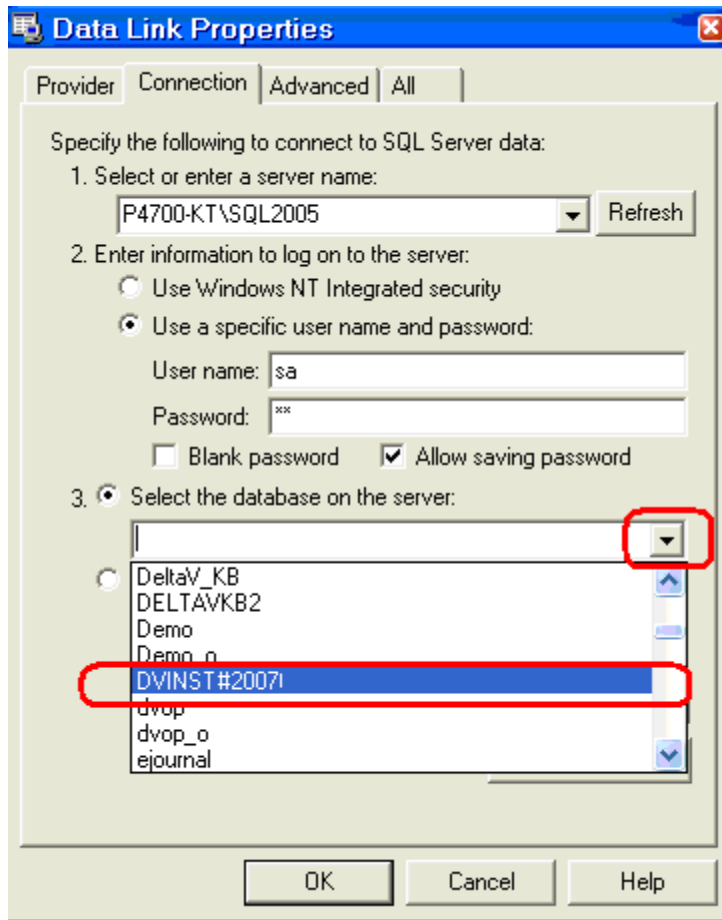 Data Link Properties
Provider Connection Advanced All
Specify the following to connect to SQL Server data:
1. Select or enter a server name:
P4700-KT\SQL2005 Refresh
2. Enter information to log on to the server:
Use Windows NT Integrated security
Use a specific user name and password:
User name: sa
Password: **
Blank password Allow saving password
3. Select the database on the server:
DeltaV_KB
DELTAVKB2
Demo
Demo_o
DVINST#2007I
dvop
dvop_o
ejournal
OK Cancel Help